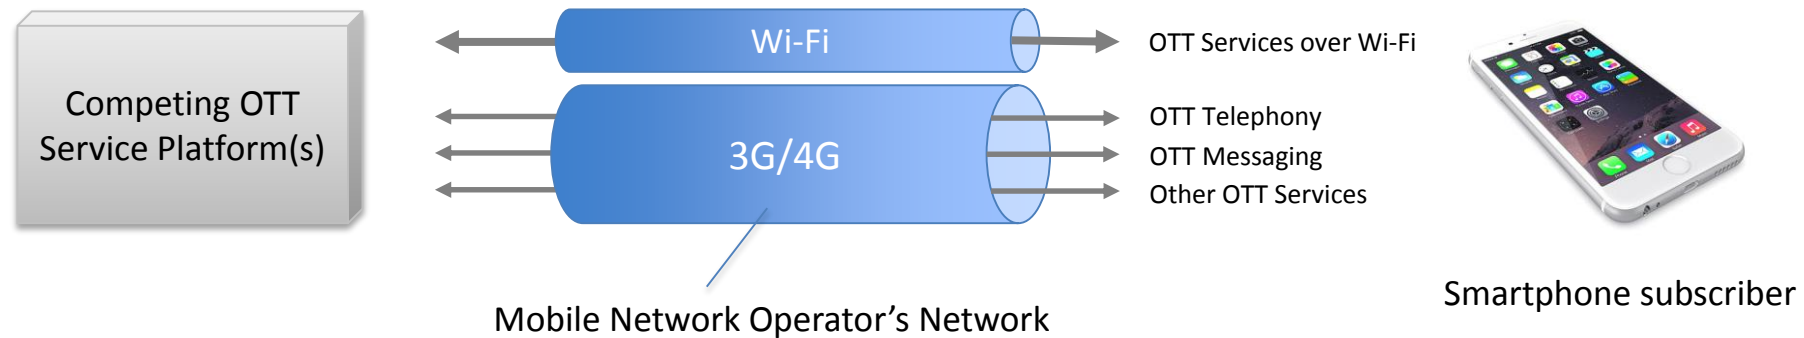 Competing OTT
Service Platform(s)
Wi-Fi
OTT Services over Wi-Fi
3G/4G
OTT Telephony
OTT Messaging
Other OTT Services
Mobile Network Operator’s Network
Smartphone subscriber